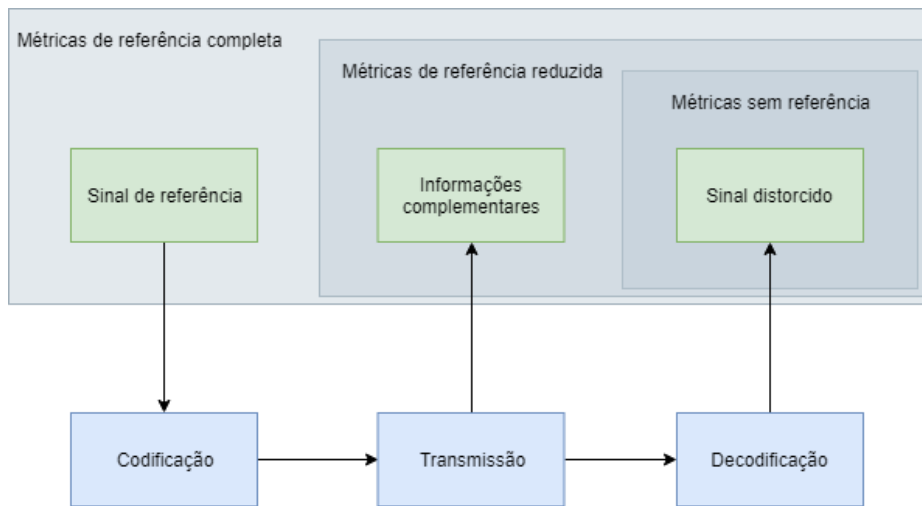 Métricas de referência completa
Métricas de referência reduzida
Métricas sem referência
Sinal de referência
Informações
complementares
Sinal distorcido
Codificação
Transmissão
Decodificação